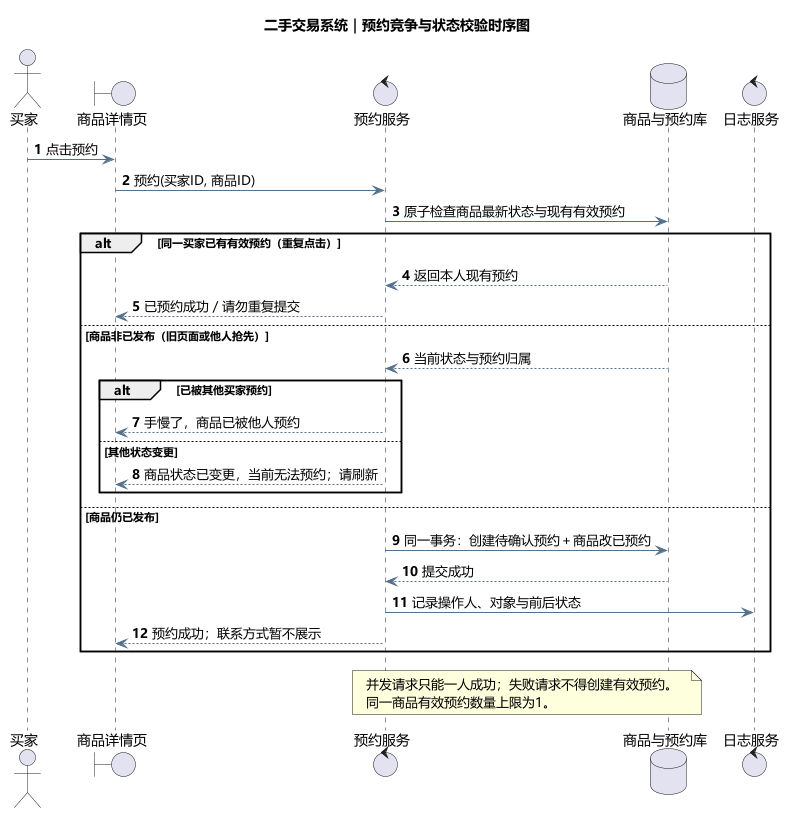 二手交易系统 | 预约竞争与状态校验时序图
买家
商品详情页
预约服务
商品与预约库
日志服务
1 点击预约
2 预约(买家ID, 商品ID)
3 原子检查商品最新状态与现有有效预约
alt [同一买家已有有效预约（重复点击）]
4 返回本人现有预约
5 已预约成功 / 请勿重复提交
[商品非已发布（旧页面或他人抢先）]
6 当前状态与预约归属
alt [已被其他买家预约]
7 手慢了，商品已被他人预约
[其他状态变更]
8 商品状态已变更，当前无法预约；请刷新
[商品仍已发布]
9 同一事务：创建待确认预约 + 商品改已预约
10 提交成功
11 记录操作人、对象与前后状态
12 预约成功；联系方式暂不展示
并发请求只能一人成功；失败请求不得创建有效预约。
同一商品有效预约数量上限为1。
买家
商品详情页
预约服务
商品与预约库
日志服务